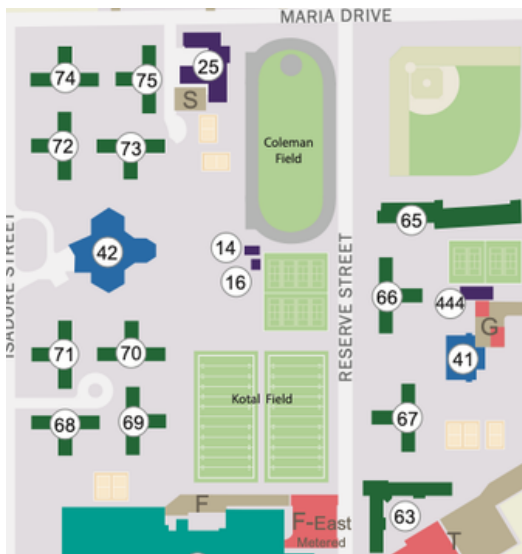 MARIA DRIVE
74
75
25
S
72
73
Coleman
Field
ISADORE STREET
42
14
16
RESERVE STREET
65
66
444
G
41
71
70
68
69
Kotal Field
67
F
F-East
Metered
63
T